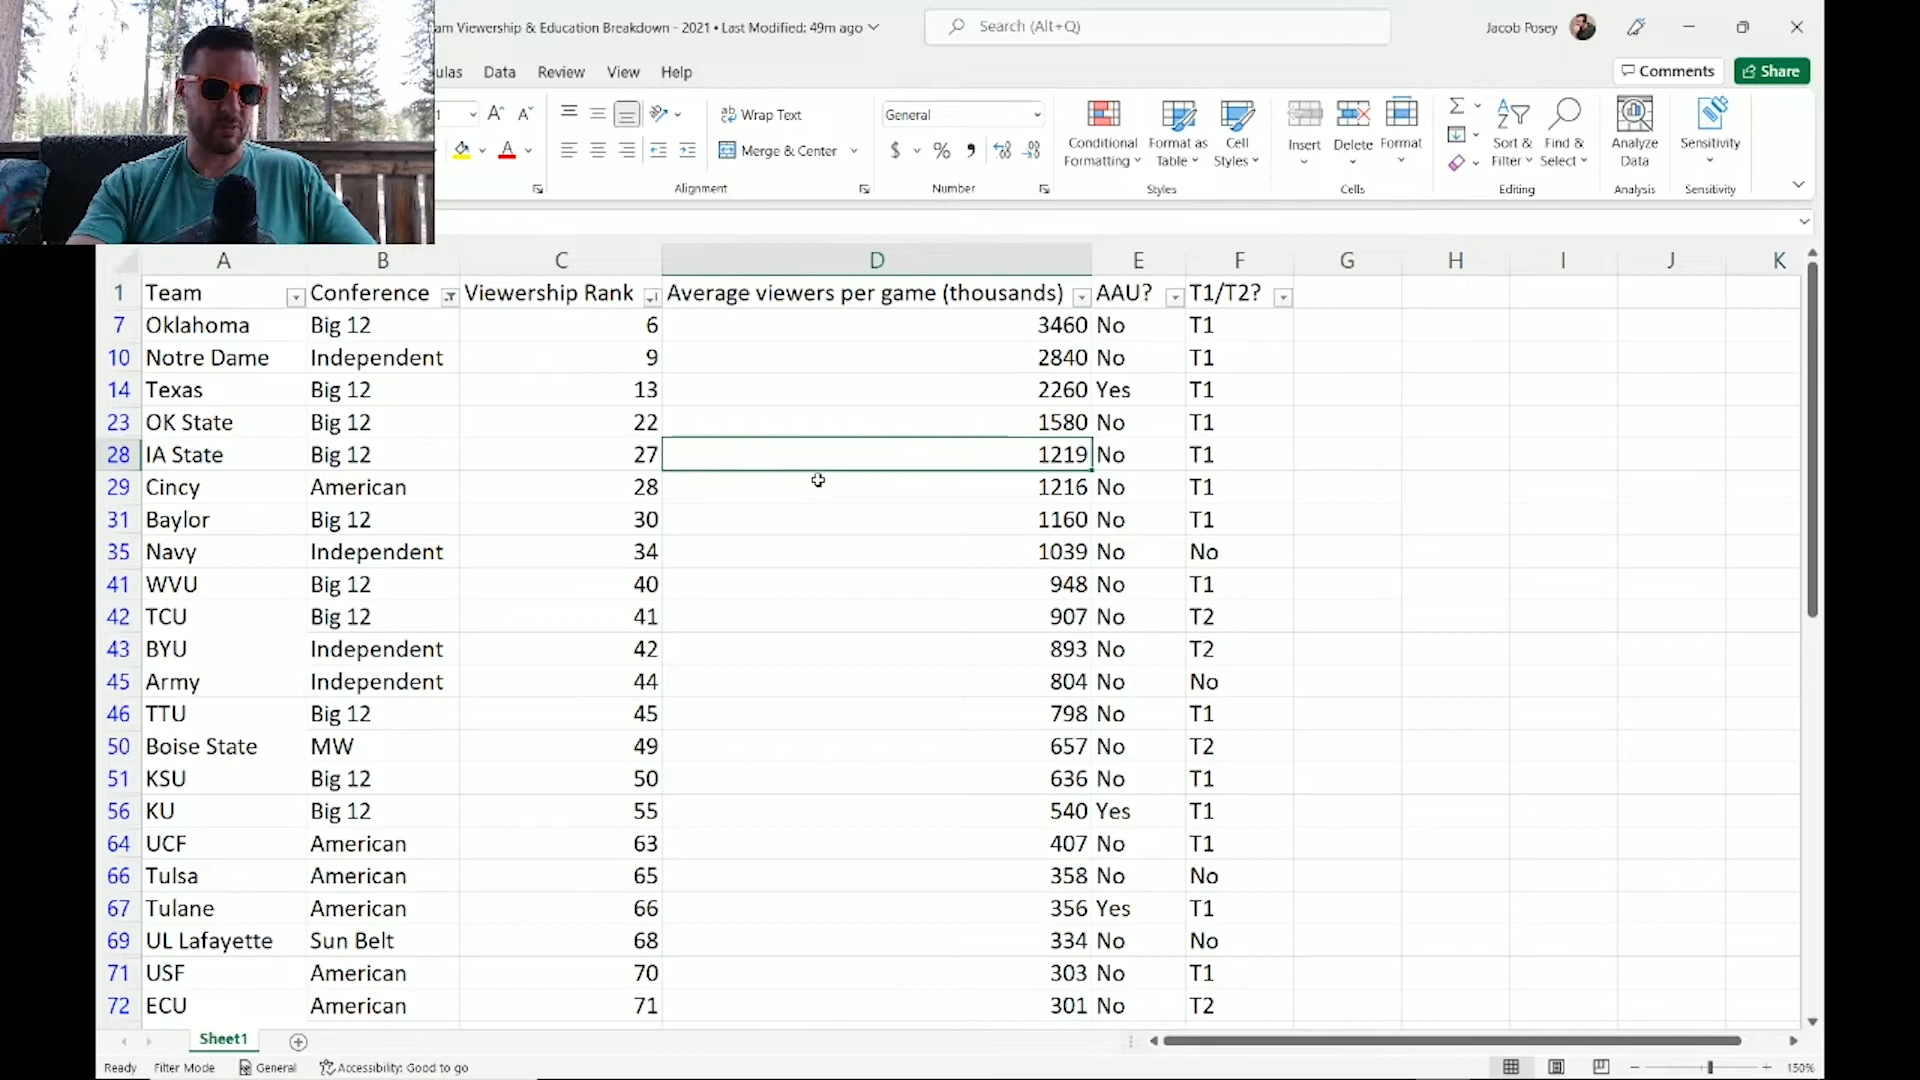 am Viewership & Education Breakdown - 2021 • Last Modified: 49m ago
Search (Alt+Q)
Jacob Posey
ulas Data Review View Help
Comments Share
1 A^ A˅ Wrap Text General
Conditional Formatting Format as Table Cell Styles Insert Delete Format Sort & Filter Find & Select Analyze Data Sensitivity
A Merge & Center $ % ,
Alignment Number Styles Cells Editing Analysis Sensitivity
A B C D E F G H I J K
1 Team Conference Viewership Rank Average viewers per game (thousands) AAU? T1/T2?
7 Oklahoma Big 12 6 3460 No T1
10 Notre Dame Independent 9 2840 No T1
14 Texas Big 12 13 2260 Yes T1
23 OK State Big 12 22 1580 No T1
28 IA State Big 12 27 1219 No T1
29 Cincy American 28 1216 No T1
31 Baylor Big 12 30 1160 No T1
35 Navy Independent 34 1039 No No
41 WVU Big 12 40 948 No T1
42 TCU Big 12 41 907 No T2
43 BYU Independent 42 893 No T2
45 Army Independent 44 804 No No
46 TTU Big 12 45 798 No T1
50 Boise State MW 49 657 No T2
51 KSU Big 12 50 636 No T1
56 KU Big 12 55 540 Yes T1
64 UCF American 63 407 No T1
66 Tulsa American 65 358 No No
67 Tulane American 66 356 Yes T1
69 UL Lafayette Sun Belt 68 334 No No
71 USF American 70 303 No T1
72 ECU American 71 301 No T2
Sheet1
Ready Filter Mode General Accessibility: Good to go 150%